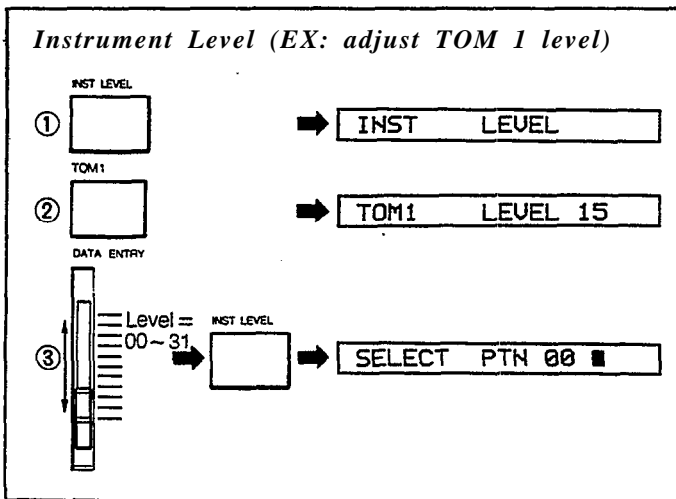 Instrument Level (EX: adjust TOM 1 level)
INST LEVEL
① INST LEVEL
TOM1
② TOM1 LEVEL 15
DATA ENTRY
Level = 00~31
INST LEVEL
③ SELECT PTN 00